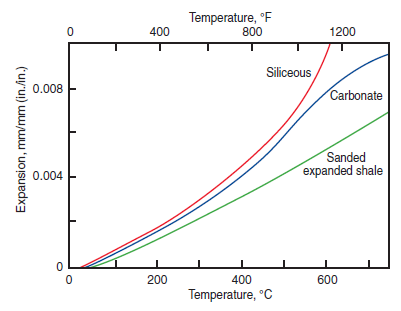 Temperature, °F
0 400 800 1200
Siliceous
0.008
Carbonate
Expansion, mm/mm (in./in.)
Sanded
expanded shale
0.004
0
0 200 400 600
Temperature, °C